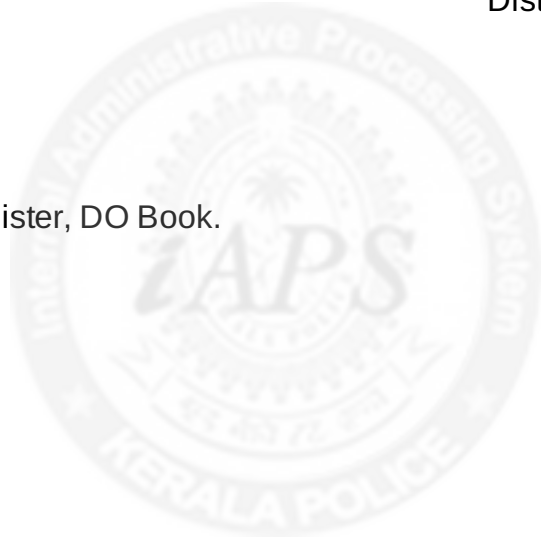 Dist
ister, DO Book.
Internal Administrative Processing System
iAPS
KERALA POLICE